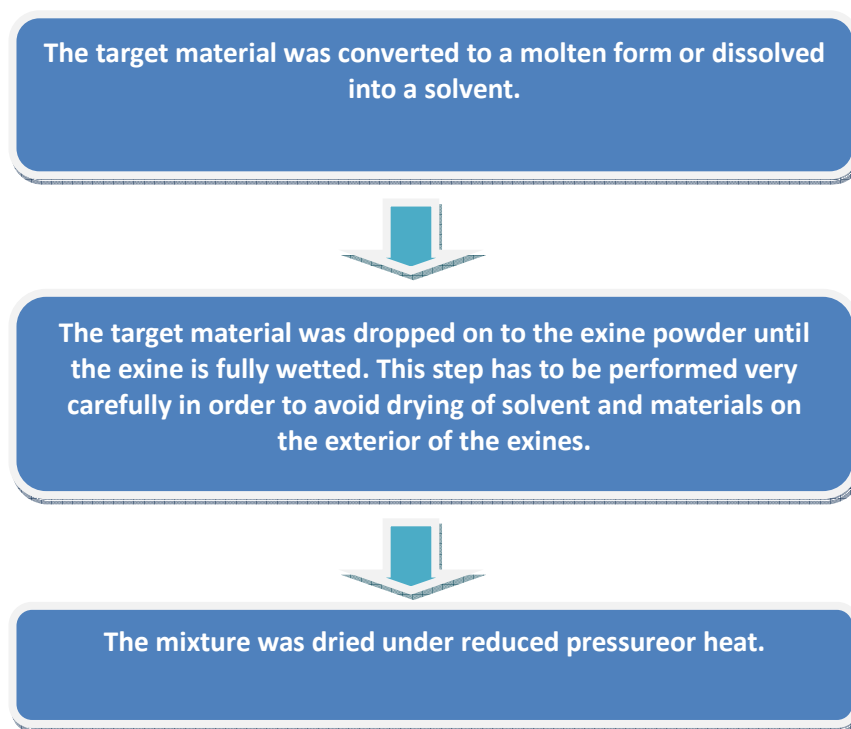 The target material was converted to a molten form or dissolved
into a solvent.
The target material was dropped on to the exine powder until
the exine is fully wetted. This step has to be performed very
carefully in order to avoid drying of solvent and materials on
the exterior of the exines.
The mixture was dried under reduced pressureor heat.